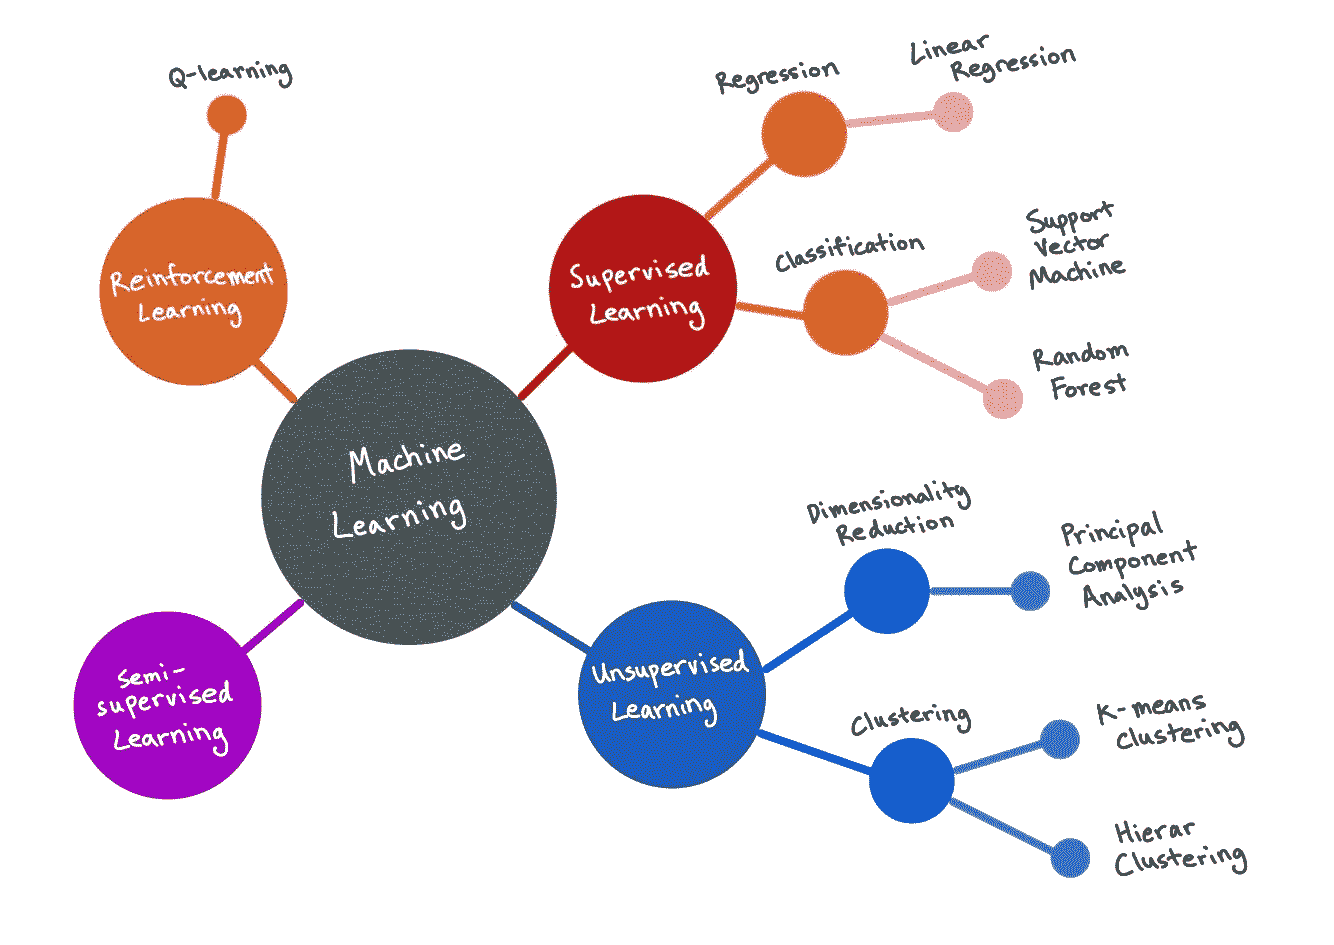 Q-learning
Reinforcement
Learning
Machine
Learning
Semi-
supervised
Learning
Supervised
Learning
Regression
Linear
Regression
Classification
Support
Vector
Machine
Random
Forest
Unsupervised
Learning
Dimensionality
Reduction
Principal
Component
Analysis
Clustering
K-means
clustering
Hierar
Clustering